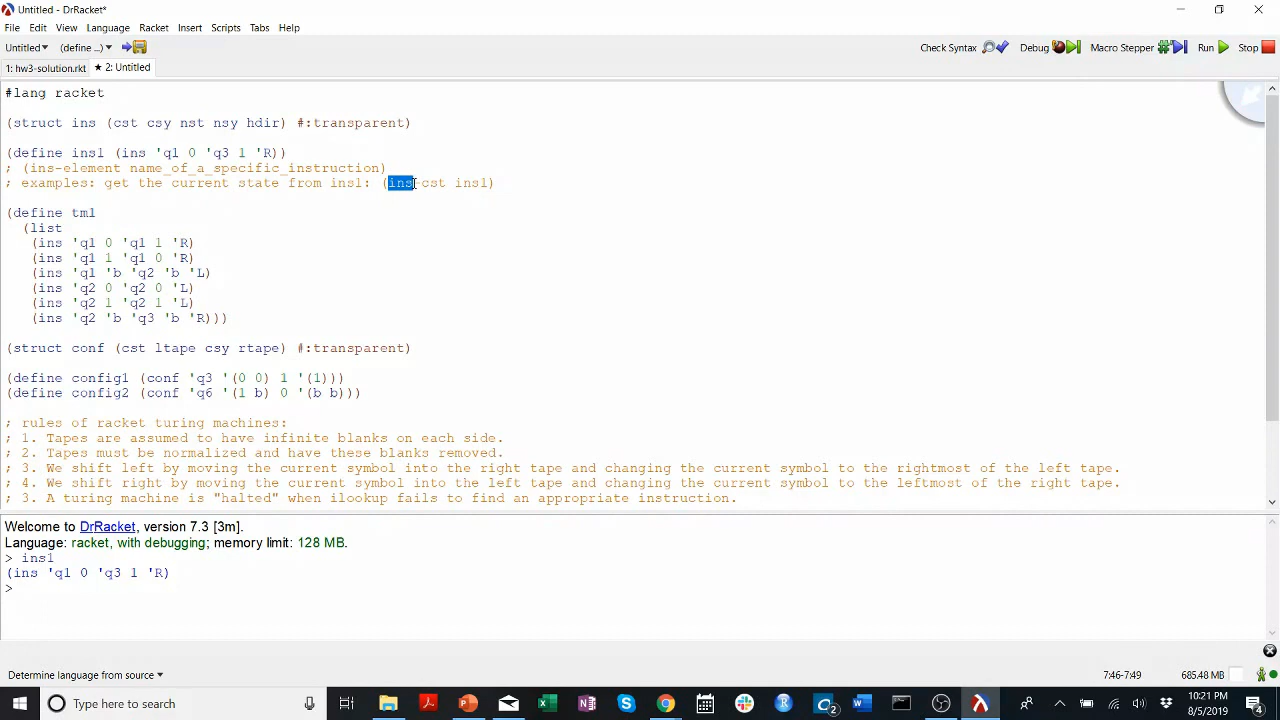 Untitled - DrRacket*
File Edit View Language Racket Insert Scripts Tabs Help
Untitled▾ (define ...)▾ Check Syntax Debug Macro Stepper Run Stop
1: hw3-solution.rkt ★ 2: Untitled
#lang racket
(struct ins (cst csy nst nsy hdir) #:transparent)
(define ins1 (ins 'q1 0 'q3 1 'R))
; (ins-element name_of_a_specific_instruction)
; examples: get the current state from ins1: (ins-cst ins1)
(define tm1
(list
(ins 'q1 0 'q1 1 'R)
(ins 'q1 1 'q1 0 'R)
(ins 'q1 'b 'q2 'b 'L)
(ins 'q2 0 'q2 0 'L)
(ins 'q2 1 'q2 1 'L)
(ins 'q2 'b 'q3 'b 'R)))
(struct conf (cst ltape csy rtape) #:transparent)
(define config1 (conf 'q3 '(0 0) 1 '(1)))
(define config2 (conf 'q6 '(1 b) 0 '(b b)))
; rules of racket turing machines:
; 1. Tapes are assumed to have infinite blanks on each side.
; 2. Tapes must be normalized and have these blanks removed.
; 3. We shift left by moving the current symbol into the right tape and changing the current symbol to the rightmost of the left tape.
; 4. We shift right by moving the current symbol into the left tape and changing the current symbol to the leftmost of the right tape.
; 3. A turing machine is "halted" when ilookup fails to find an appropriate instruction.
Welcome to DrRacket, version 7.3 [3m].
Language: racket, with debugging; memory limit: 128 MB.
> ins1
(ins 'q1 0 'q3 1 'R)
>
Determine language from source▾ 7:46-7:49 685.48 MB
Type here to search 10:21 PM
8/5/2019